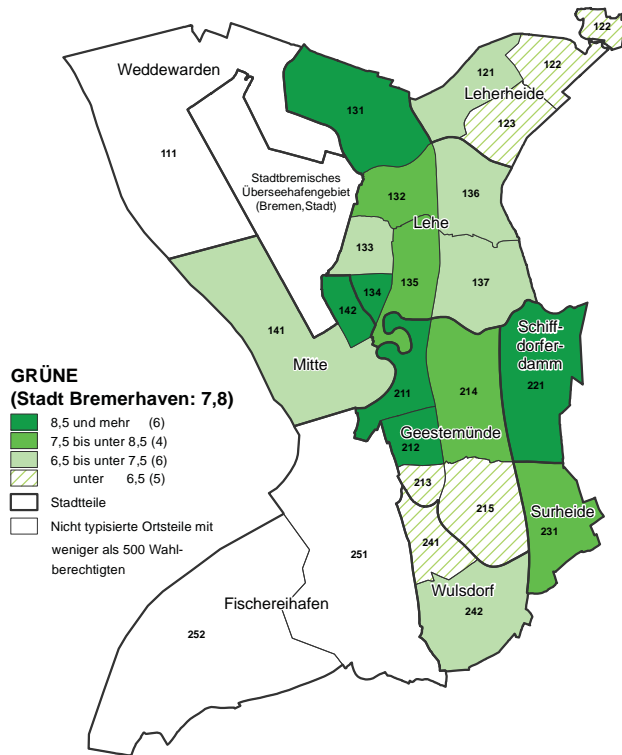 122
Weddewarden
121
122
Leherheide
131
123
111
Stadtbremisches
Überseehafengebiet
(Bremen,Stadt)
132
136
Lehe
133
134
135
137
142
141
Mitte
Schiff-
dorfer-
damm
221
211
214
GRÜNE
(Stadt Bremerhaven: 7,8)
8,5 und mehr (6)
7,5 bis unter 8,5 (4)
6,5 bis unter 7,5 (6)
unter 6,5 (5)
Stadtteile
Nicht typisierte Ortsteile mit
weniger als 500 Wahl-
berechtigten
Geestemünde
212
213
215
Surheide
231
241
251
Wulsdorf
242
Fischereihafen
252